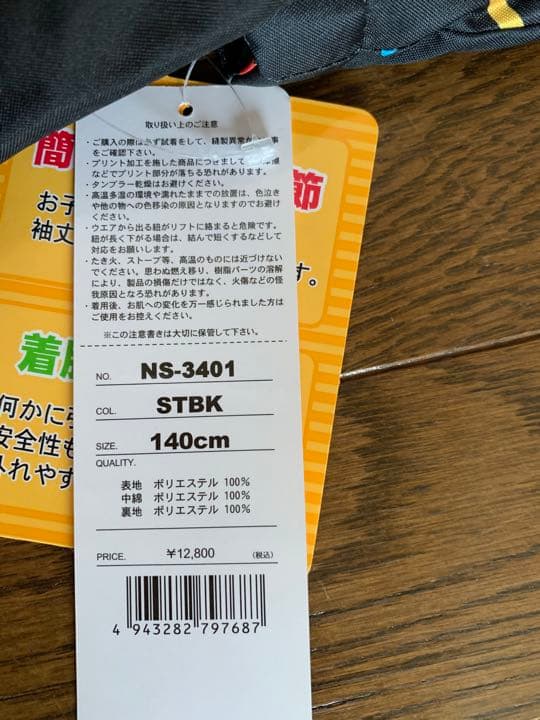 取り扱い上のご注意
・ご購入の際は必ず試着をして、縫製異常が
をご確認下さい。
・プリント加工を施した商品につきまして
などでプリント部分が落ちる恐れがあります。
・タンブラー乾燥はお避けください。
・高温多湿の環境や濡れたままでの放置は、色泣き
や他の物への色移染の原因となりますのでお避け
ください。
・ウエアから出る紐がリフトに絡まると危険です。
紐が長く下がる場合は、結んで短くするなどして
対応をお願いします。
・たき火、ストーブ等、高温のものには近づけない
でください。思わぬ燃え移り、樹脂パーツの溶解
により、製品の損傷だけではなく、火傷などの怪
我原因となろ恐れがあります。
・着用後、お肌への変化を万一感じられました方は
ご使用をお控えください。
※この注意書きは大切に保管して下さい。
NO. NS-3401
COL. STBK
SIZE. 140cm
QUALITY.
表地 ポリエステル 100%
中綿 ポリエステル 100%
裏地 ポリエステル 100%
PRICE. ¥12,800 (税込)
4 943282 797687
簡
節
お子
袖丈
す。
着
何かに
安全性も
外れやす